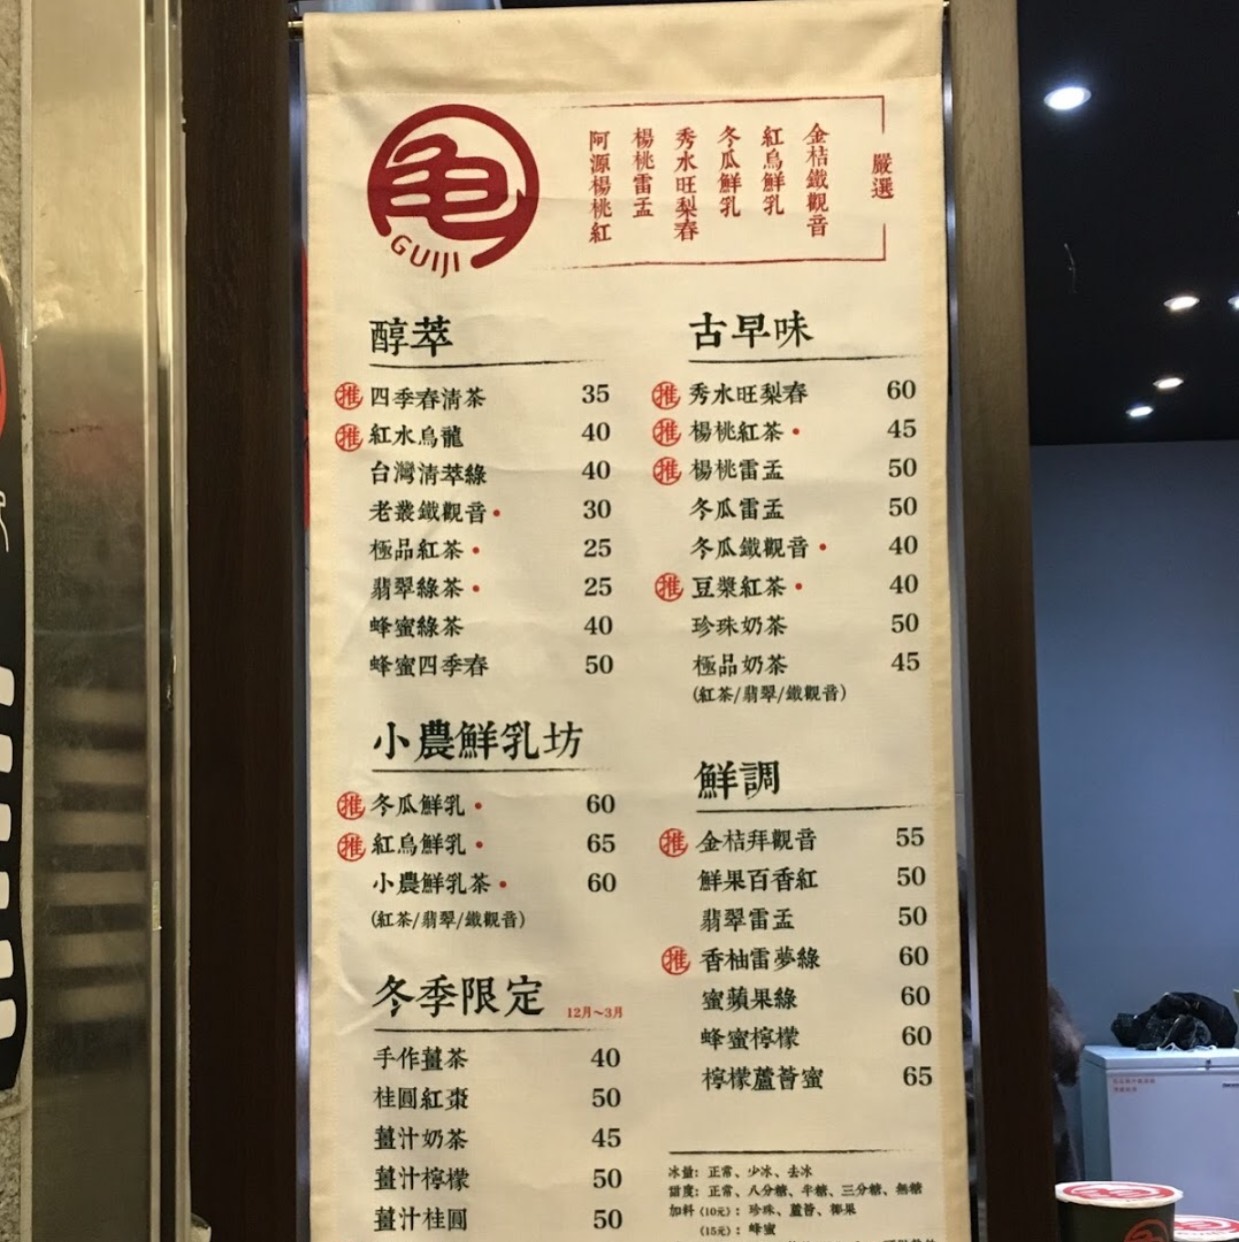 龜
GUIJI
嚴選
金桔鐵觀音
紅烏鮮乳
冬瓜鮮乳
秀水旺梨春
楊桃雷孟
阿源楊桃紅
醇萃
推 四季春清茶 35
推 紅水烏龍 40
台灣清萃綠 40
老叢鐵觀音• 30
極品紅茶• 25
翡翠綠茶• 25
蜂蜜綠茶 40
蜂蜜四季春 50
小農鮮乳坊
推 冬瓜鮮乳• 60
推 紅烏鮮乳• 65
小農鮮乳茶• 60
(紅茶/翡翠/鐵觀音)
冬季限定 12月~3月
手作薑茶 40
桂圓紅棗 50
薑汁奶茶 45
薑汁檸檬 50
薑汁桂圓 50
古早味
推 秀水旺梨春 60
推 楊桃紅茶• 45
推 楊桃雷孟 50
冬瓜雷孟 50
冬瓜鐵觀音• 40
推 豆漿紅茶• 40
珍珠奶茶 50
極品奶茶 45
(紅茶/翡翠/鐵觀音)
鮮調
推 金桔拜觀音 55
鮮果百香紅 50
翡翠雷孟 50
推 香柚雷夢綠 60
蜜蘋果綠 60
蜂蜜檸檬 60
檸檬蘆薈蜜 65
冰量：正常、少冰、去冰
甜度：正常、八分糖、半糖、三分糖、無糖
加料（10元）：珍珠、蘆薈、椰果
（15元）：蜂蜜